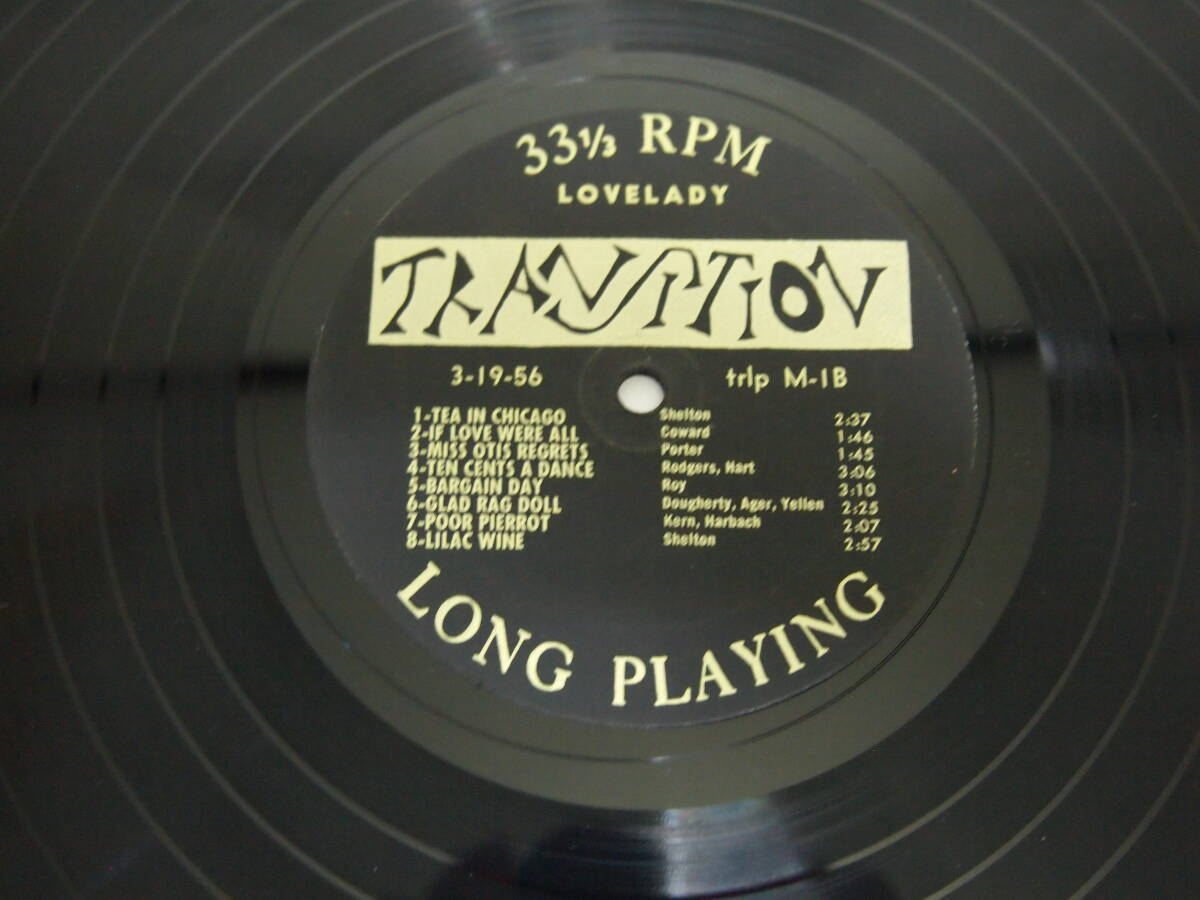 33⅓ RPM
LOVELADY
TRANSITION
3-19-56 trlp M-1B
1-TEA IN CHICAGO Shelton 2:37
2-IF LOVE WERE ALL Coward 1:46
3-MISS OTIS REGRETS Porter 1:45
4-TEN CENTS A DANCE Rodgers, Hart 3:06
5-BARGAIN DAY Roy 3:10
6-GLAD RAG DOLL Dougherty, Ager, Yellen 2:25
7-POOR PIERROT Kern, Harbach 2:07
8-LILAC WINE Shelton 2:57
LONG PLAYING